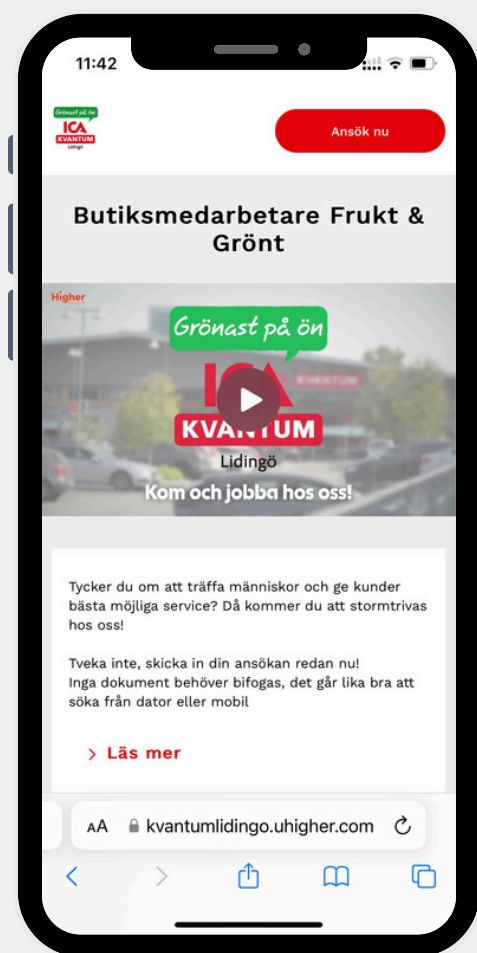 11:42
Grönast på ön
ICA
KVANTUM
Lidingö
Ansök nu
Butiksmedarbetare Frukt &
Grönt
Higher
Grönast på ön
ICA
KVANTUM
KVANTUM
Lidingö
Kom och jobba hos oss!
Tycker du om att träffa människor och ge kunder
bästa möjliga service? Då kommer du att stormtrivas
hos oss!
Tveka inte, skicka in din ansökan redan nu!
Inga dokument behöver bifogas, det går lika bra att
söka från dator eller mobil
> Läs mer
AA kvantumlidingo.uhigher.com